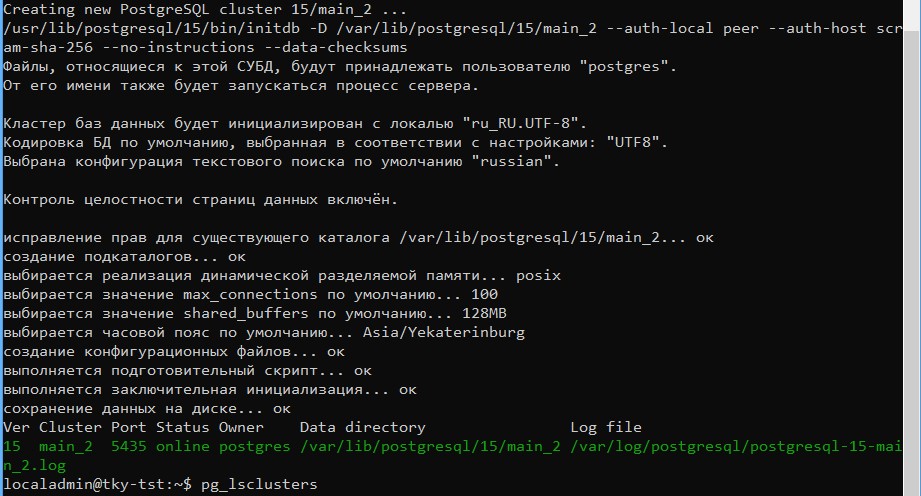 Creating new PostgreSQL cluster 15/main_2 ...
/usr/lib/postgresql/15/bin/initdb -D /var/lib/postgresql/15/main_2 --auth-local peer --auth-host scr
am-sha-256 --no-instructions --data-checksums
Файлы, относящиеся к этой СУБД, будут принадлежать пользователю "postgres".
От его имени также будет запускаться процесс сервера.
Кластер баз данных будет инициализирован с локалью "ru_RU.UTF-8".
Кодировка БД по умолчанию, выбранная в соответствии с настройками: "UTF8".
Выбрана конфигурация текстового поиска по умолчанию "russian".
Контроль целостности страниц данных включён.
исправление прав для существующего каталога /var/lib/postgresql/15/main_2... ок
создание подкаталогов... ок
выбирается реализация динамической разделяемой памяти... posix
выбирается значение max_connections по умолчанию... 100
выбирается значение shared_buffers по умолчанию... 128MB
выбирается часовой пояс по умолчанию... Asia/Yekaterinburg
создание конфигурационных файлов... ок
выполняется подготовительный скрипт... ок
выполняется заключительная инициализация... ок
сохранение данных на диске... ок
Ver Cluster Port Status Owner    Data directory                Log file
15  main_2  5435 online postgres /var/lib/postgresql/15/main_2 /var/log/postgresql/postgresql-15-mai
n_2.log
localadmin@tky-tst:~$ pg_lsclusters